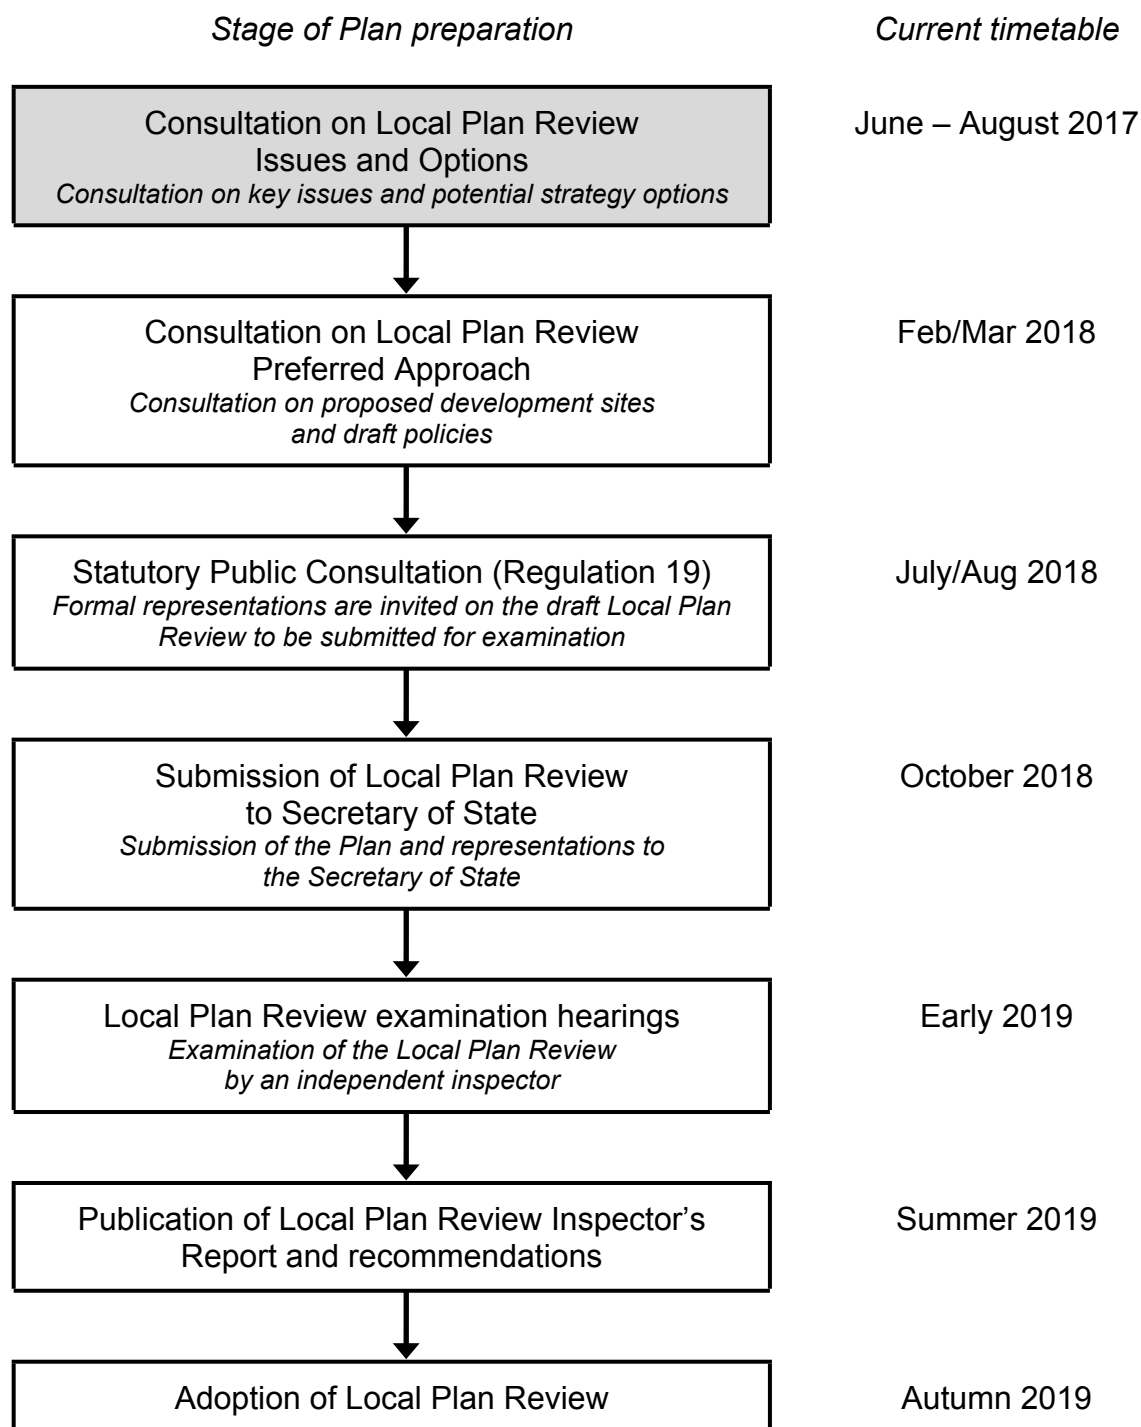 Stage of Plan preparation
Current timetable
Consultation on Local Plan Review
Issues and Options
Consultation on key issues and potential strategy options
June – August 2017
Consultation on Local Plan Review
Preferred Approach
Consultation on proposed development sites
and draft policies
Feb/Mar 2018
Statutory Public Consultation (Regulation 19)
Formal representations are invited on the draft Local Plan
Review to be submitted for examination
July/Aug 2018
Submission of Local Plan Review
to Secretary of State
Submission of the Plan and representations to
the Secretary of State
October 2018
Local Plan Review examination hearings
Examination of the Local Plan Review
by an independent inspector
Early 2019
Publication of Local Plan Review Inspector’s
Report and recommendations
Summer 2019
Adoption of Local Plan Review
Autumn 2019